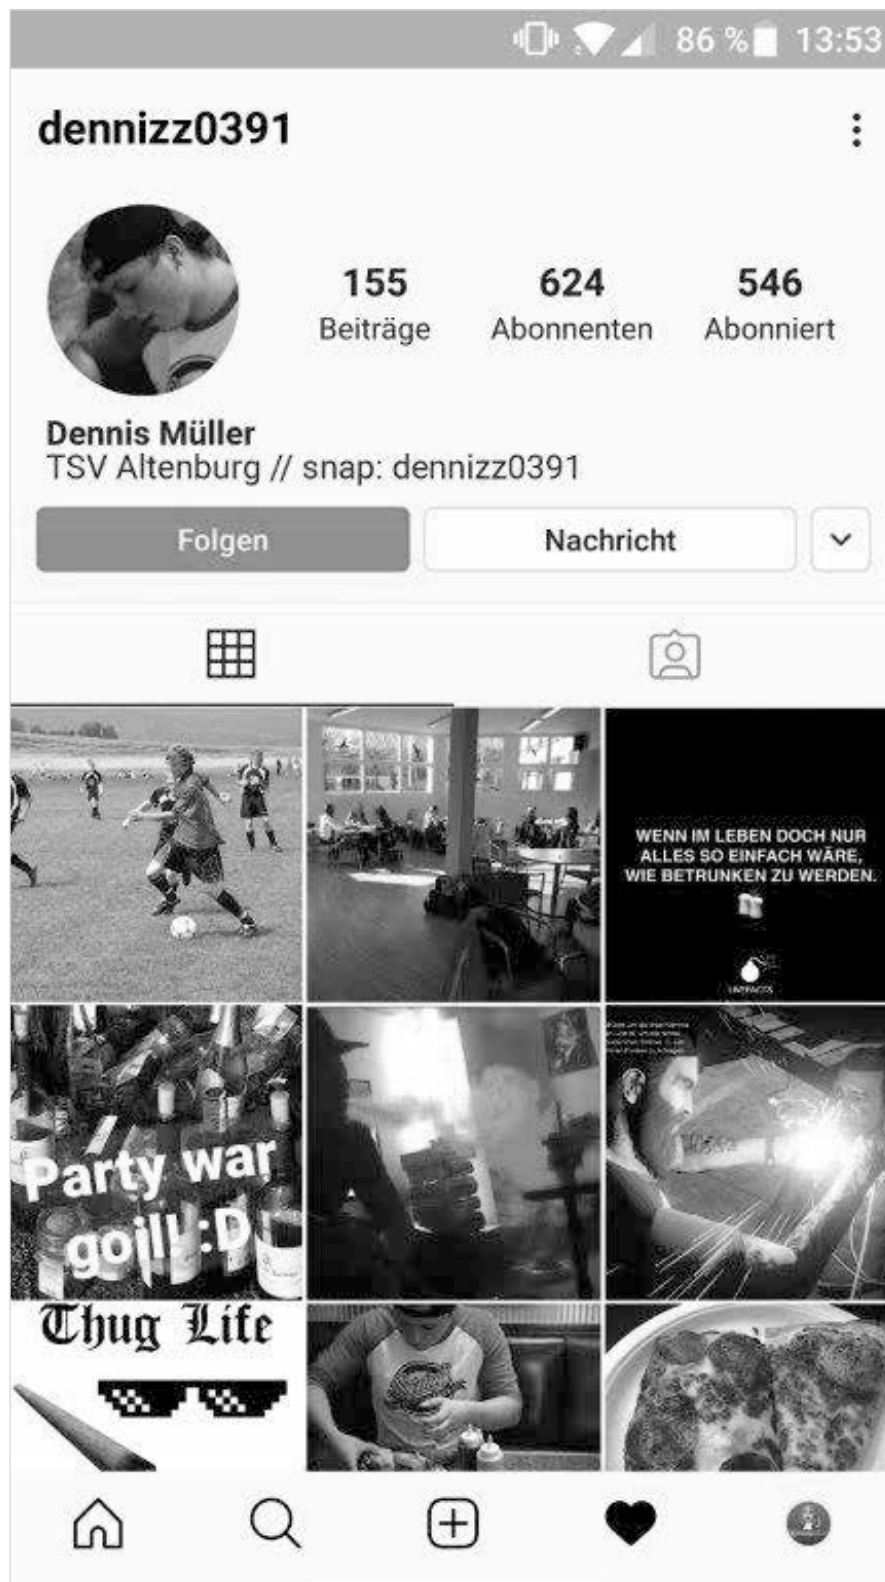 86 % 13:53
dennizz0391
155 624 546
Beiträge Abonnenten Abonniert
Dennis Müller
TSV Altenburg // snap: dennizz0391
Folgen Nachricht
WENN IM LEBEN DOCH NUR
ALLES SO EINFACH WÄRE,
WIE BETRUNKEN ZU WERDEN.
Party war
goil! :D
Thug Life